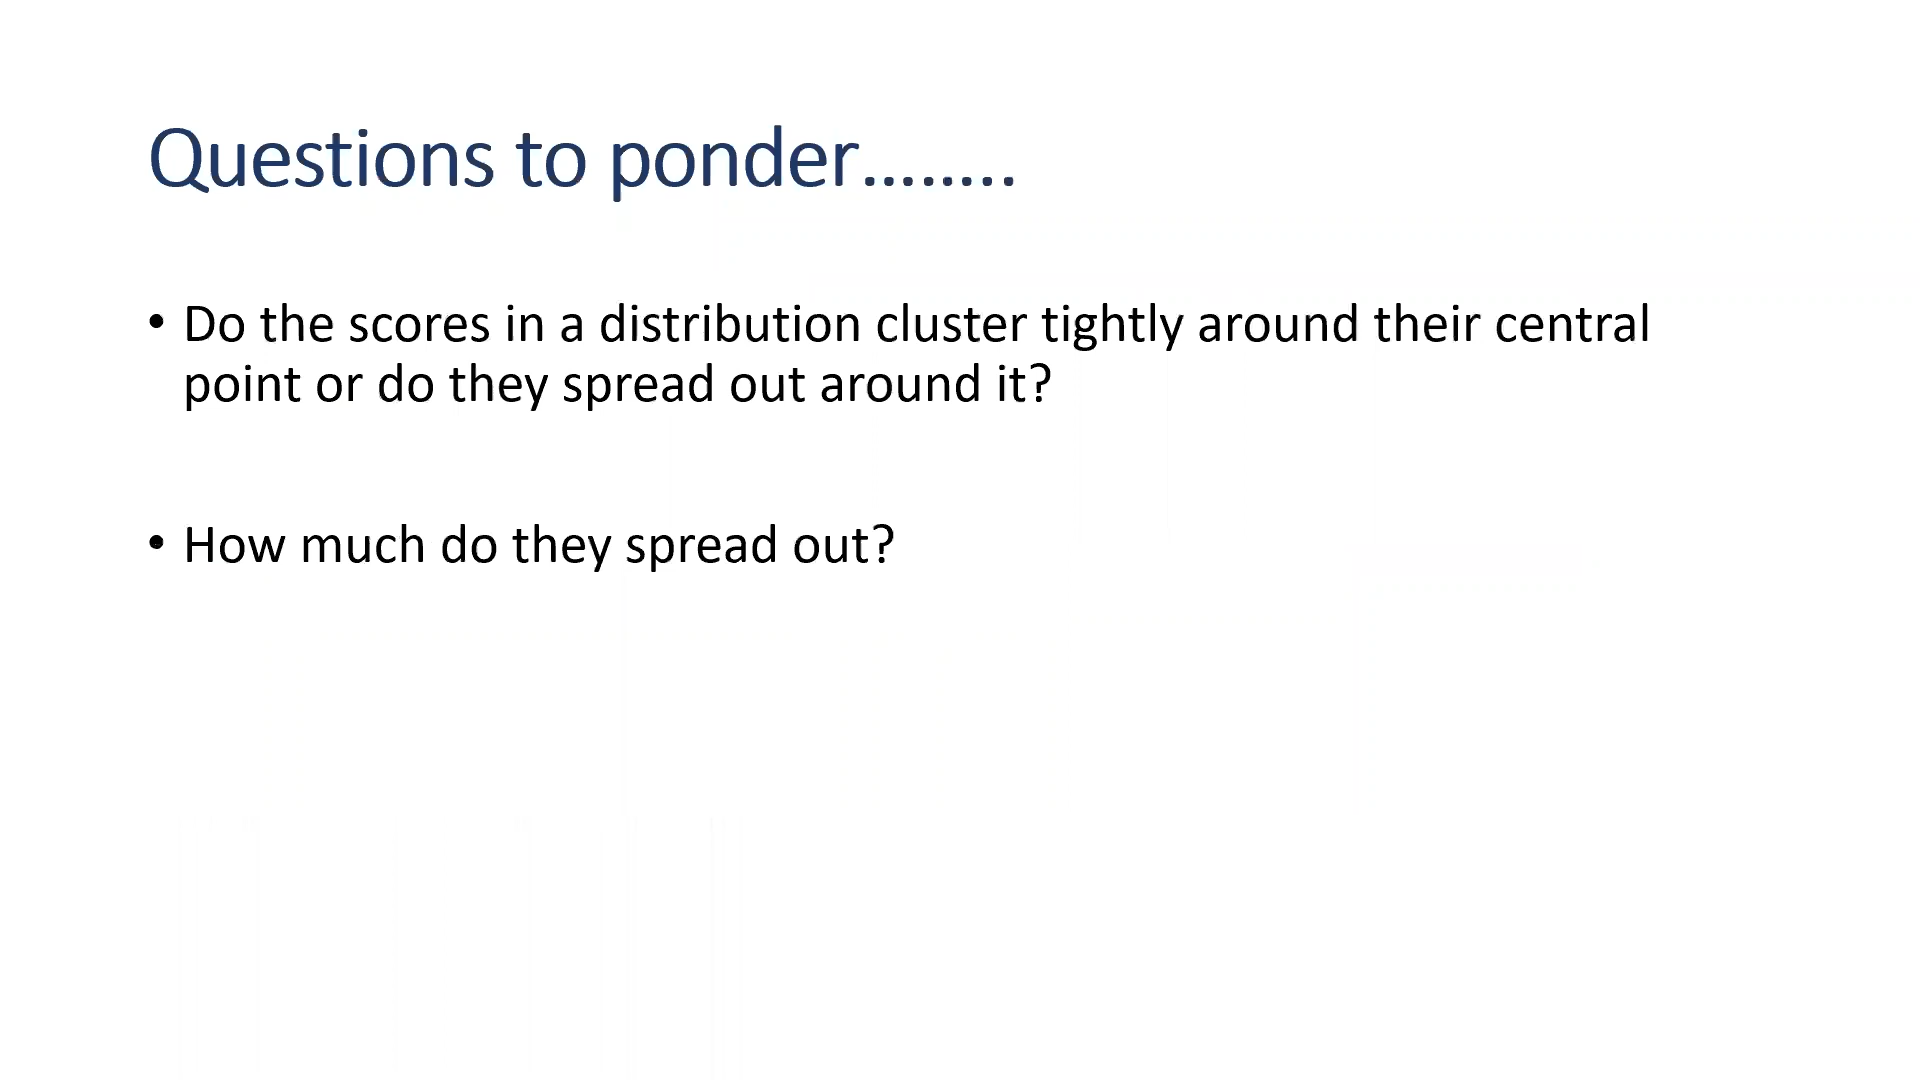 Questions to ponder……..
• Do the scores in a distribution cluster tightly around their central
point or do they spread out around it?
• How much do they spread out?